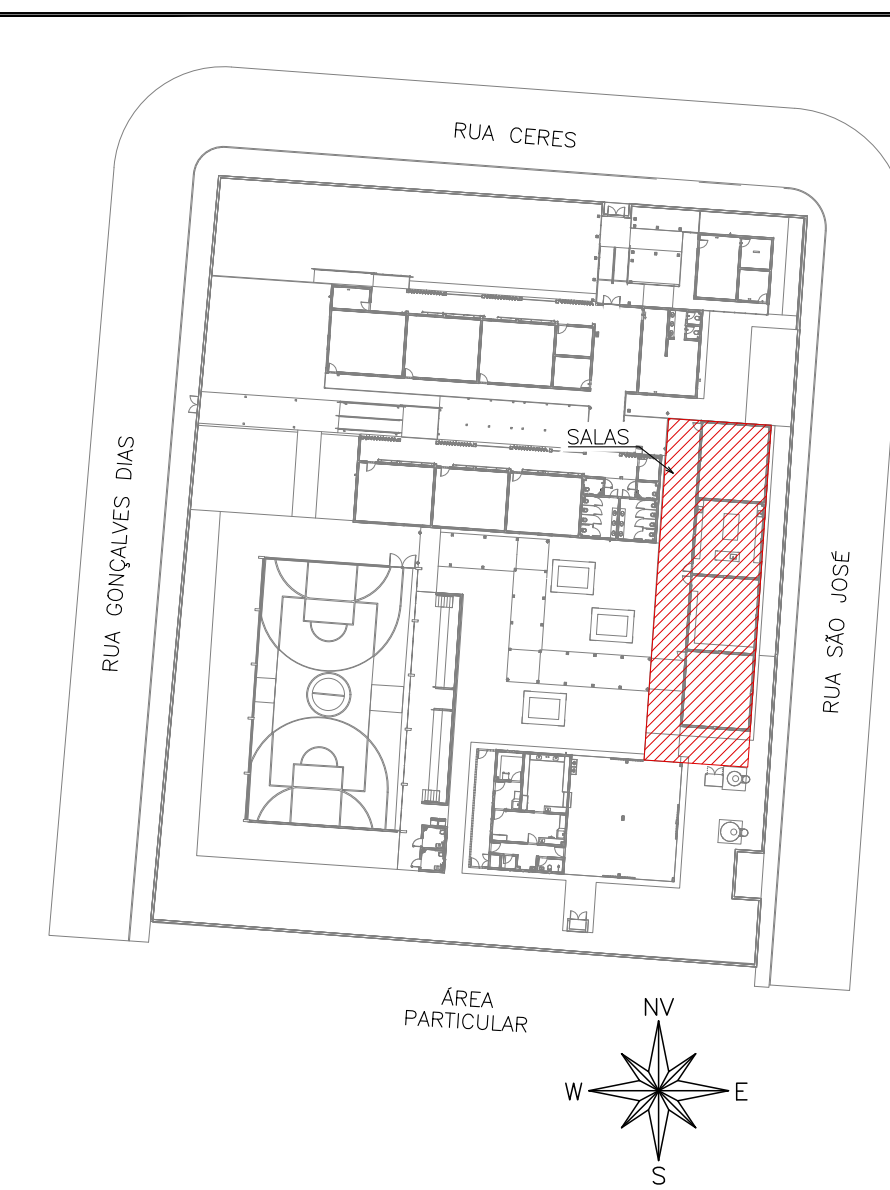 RUA CERES
SALAS
RUA GONÇALVES DIAS
RUA SÃO JOSÉ
ÁREA
PARTICULAR
NV
W
E
S